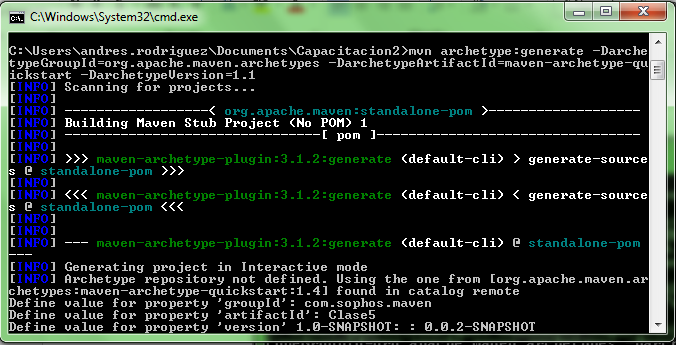 C:\Windows\System32\cmd.exe
C:\Users\andres.rodriguez\Documents\Capacitacion2>mvn archetype:generate -Darche
typeGroupId=org.apache.maven.archetypes -DarchetypeArtifactId=maven-archetype-qu
ickstart -DarchetypeVersion=1.1
[INFO] Scanning for projects...
[INFO]
[INFO] ------------------< org.apache.maven:standalone-pom >-------------------
[INFO] Building Maven Stub Project (No POM) 1
[INFO] --------------------------------[ pom ]---------------------------------
[INFO]
[INFO] >>> maven-archetype-plugin:3.1.2:generate (default-cli) > generate-source
s @ standalone-pom >>>
[INFO]
[INFO] <<< maven-archetype-plugin:3.1.2:generate (default-cli) < generate-source
s @ standalone-pom <<<
[INFO]
[INFO]
[INFO] --- maven-archetype-plugin:3.1.2:generate (default-cli) @ standalone-pom
---
[INFO] Generating project in Interactive mode
[INFO] Archetype repository not defined. Using the one from [org.apache.maven.ar
chetypes:maven-archetype-quickstart:1.4] found in catalog remote
Define value for property 'groupId': com.sophos.maven
Define value for property 'artifactId': Clase5
Define value for property 'version' 1.0-SNAPSHOT: : 0.0.2-SNAPSHOT